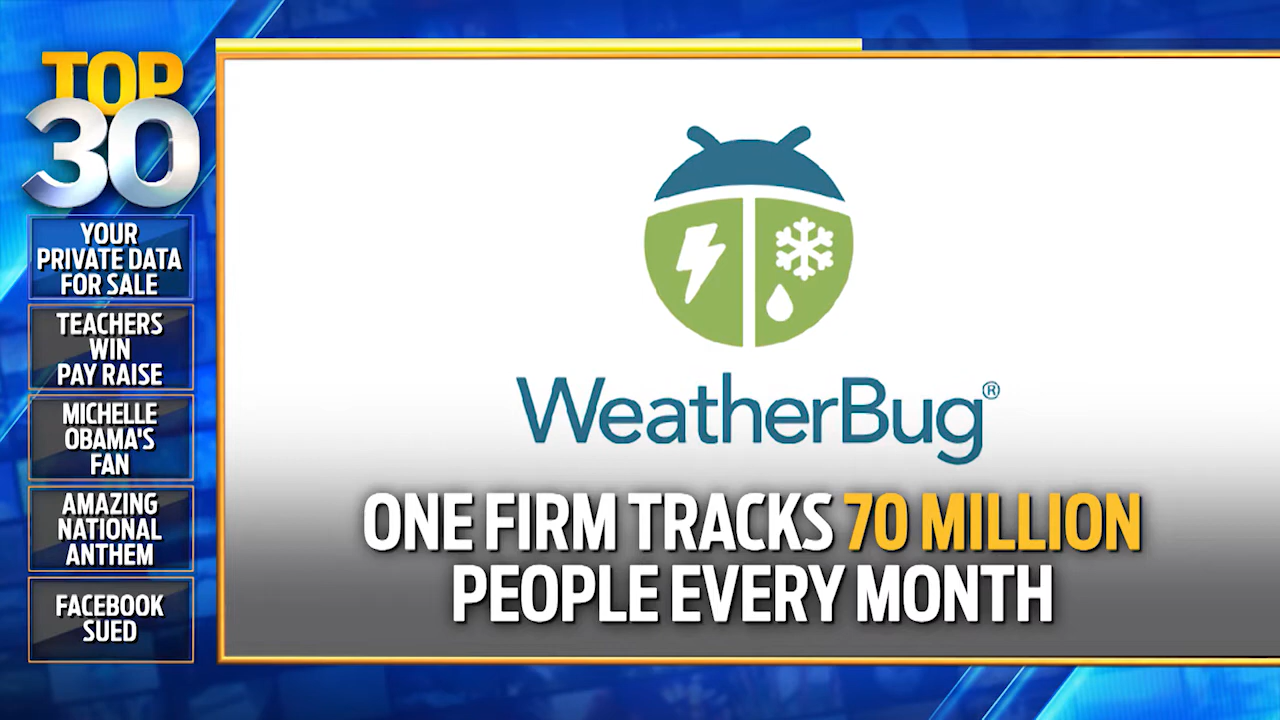 TOP
30
YOUR
PRIVATE DATA
FOR SALE
TEACHERS
WIN
PAY RAISE
MICHELLE
OBAMA'S
FAN
AMAZING
NATIONAL
ANTHEM
FACEBOOK
SUED
WeatherBug®
ONE FIRM TRACKS 70 MILLION
PEOPLE EVERY MONTH